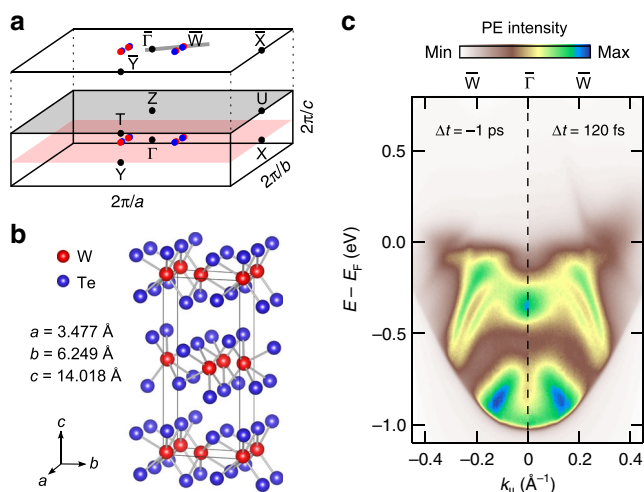 a
Γ̅
W̅
X̅
Y̅
Z
T
U
Γ
X
Y
2π/a
2π/b
2π/c
b
W
Te
a = 3.477 Å
b = 6.249 Å
c = 14.018 Å
c
a
b
c
PE intensity
Min
Max
W̅ Γ̅ W̅
Δt = −1 ps
Δt = 120 fs
E − E_F (eV)
0.5
0.0
−0.5
−1.0
−0.4 −0.2 0.0 0.2 0.4
(Å⁻¹)